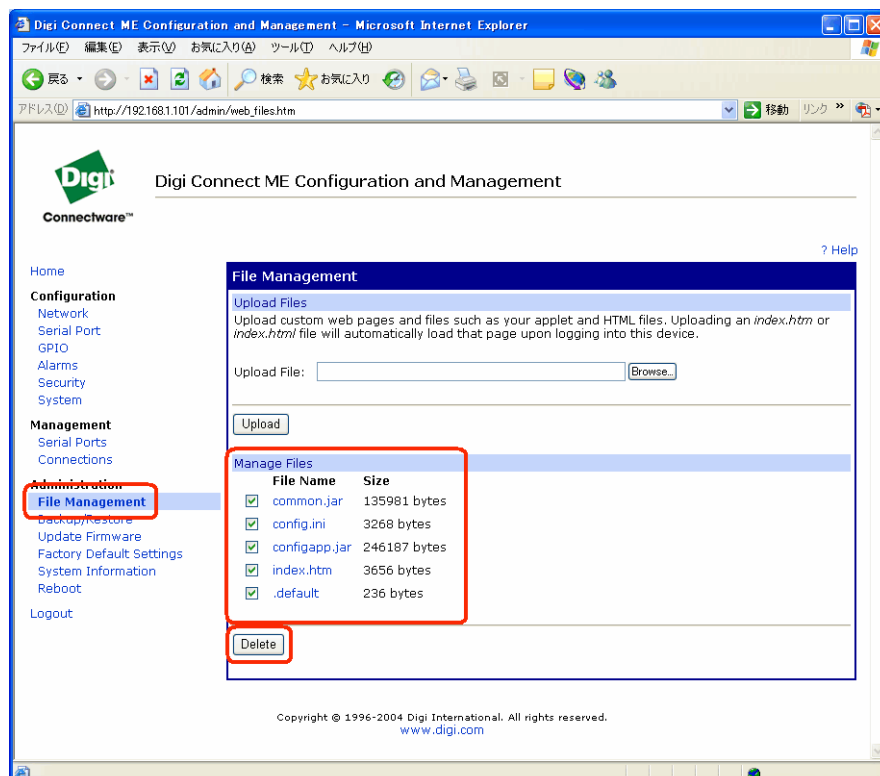 Digi Connect ME Configuration and Management - Microsoft Internet Explorer
ファイル(F) 編集(E) 表示(V) お気に入り(A) ツール(T) ヘルプ(H)
戻る 検索 お気に入り
アドレス(D) http://192.168.1.101/admin/web_files.htm 移動 リンク »
Digi
Connectware™
Digi Connect ME Configuration and Management
? Help
Home
Configuration
Network
Serial Port
GPIO
Alarms
Security
System
Management
Serial Ports
Connections
Administration
File Management
Backup/Restore
Update Firmware
Factory Default Settings
System Information
Reboot
Logout
File Management
Upload Files
Upload custom web pages and files such as your applet and HTML files. Uploading an index.htm or
index.html file will automatically load that page upon logging into this device.
Upload File: Browse...
Upload
Manage Files
File Name Size
common.jar 135981 bytes
config.ini 3268 bytes
configapp.jar 246187 bytes
index.htm 3656 bytes
.default 236 bytes
Delete
Copyright © 1996-2004 Digi International. All rights reserved.
www.digi.com